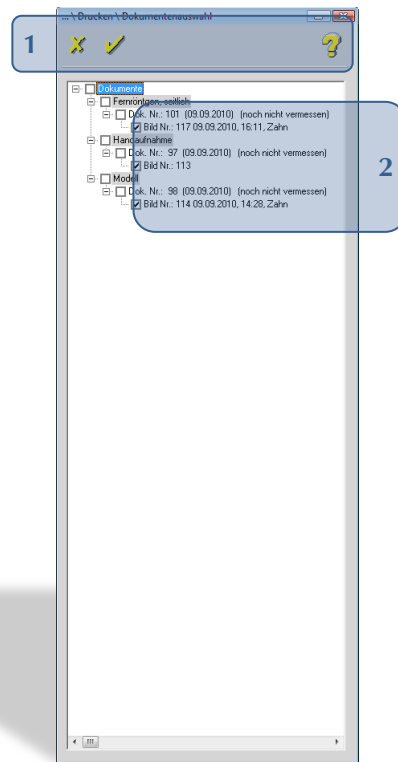 ... \ Drucken \ Dokumentenauswahl
1
Dokumente
Fernröntgen, seitlich
Dok. Nr.: 101 (09.09.2010) (noch nicht vermessen)
Bild Nr.: 117 09.09.2010, 16:11, Zahn
Handaufnahme
Dok. Nr.: 97 (09.09.2010) (noch nicht vermessen)
Bild Nr.: 113
2
Modell
Dok. Nr.: 98 (09.09.2010) (noch nicht vermessen)
Bild Nr.: 114 09.09.2010, 14:28, Zahn